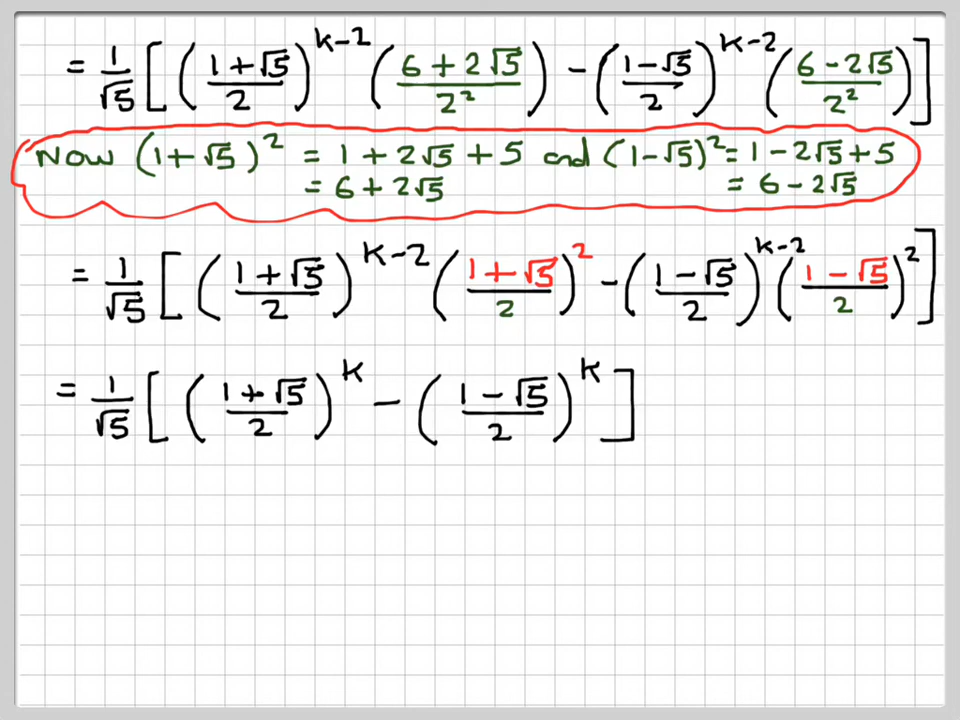 = 1/√5 [ ( (1+√5)/2 )^(k-2) ( (6+2√5)/2² ) - ( (1-√5)/2 )^(k-2) ( (6-2√5)/2² ) ]
Now (1+√5)² = 1+2√5+5 and (1-√5)² = 1-2√5+5
= 6+2√5 = 6-2√5
= 1/√5 [ ( (1+√5)/2 )^(k-2) ( (1+√5)/2 )² - ( (1-√5)/2 )^(k-2) ( (1-√5)/2 )² ]
= 1/√5 [ ( (1+√5)/2 )^k - ( (1-√5)/2 )^k ]